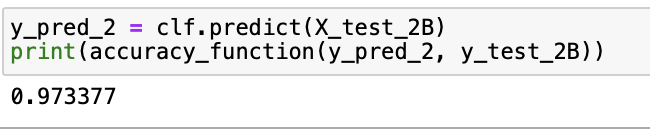 y_pred_2 = clf.predict(X_test_2B)
print(accuracy_function(y_pred_2, y_test_2B))
0.973377